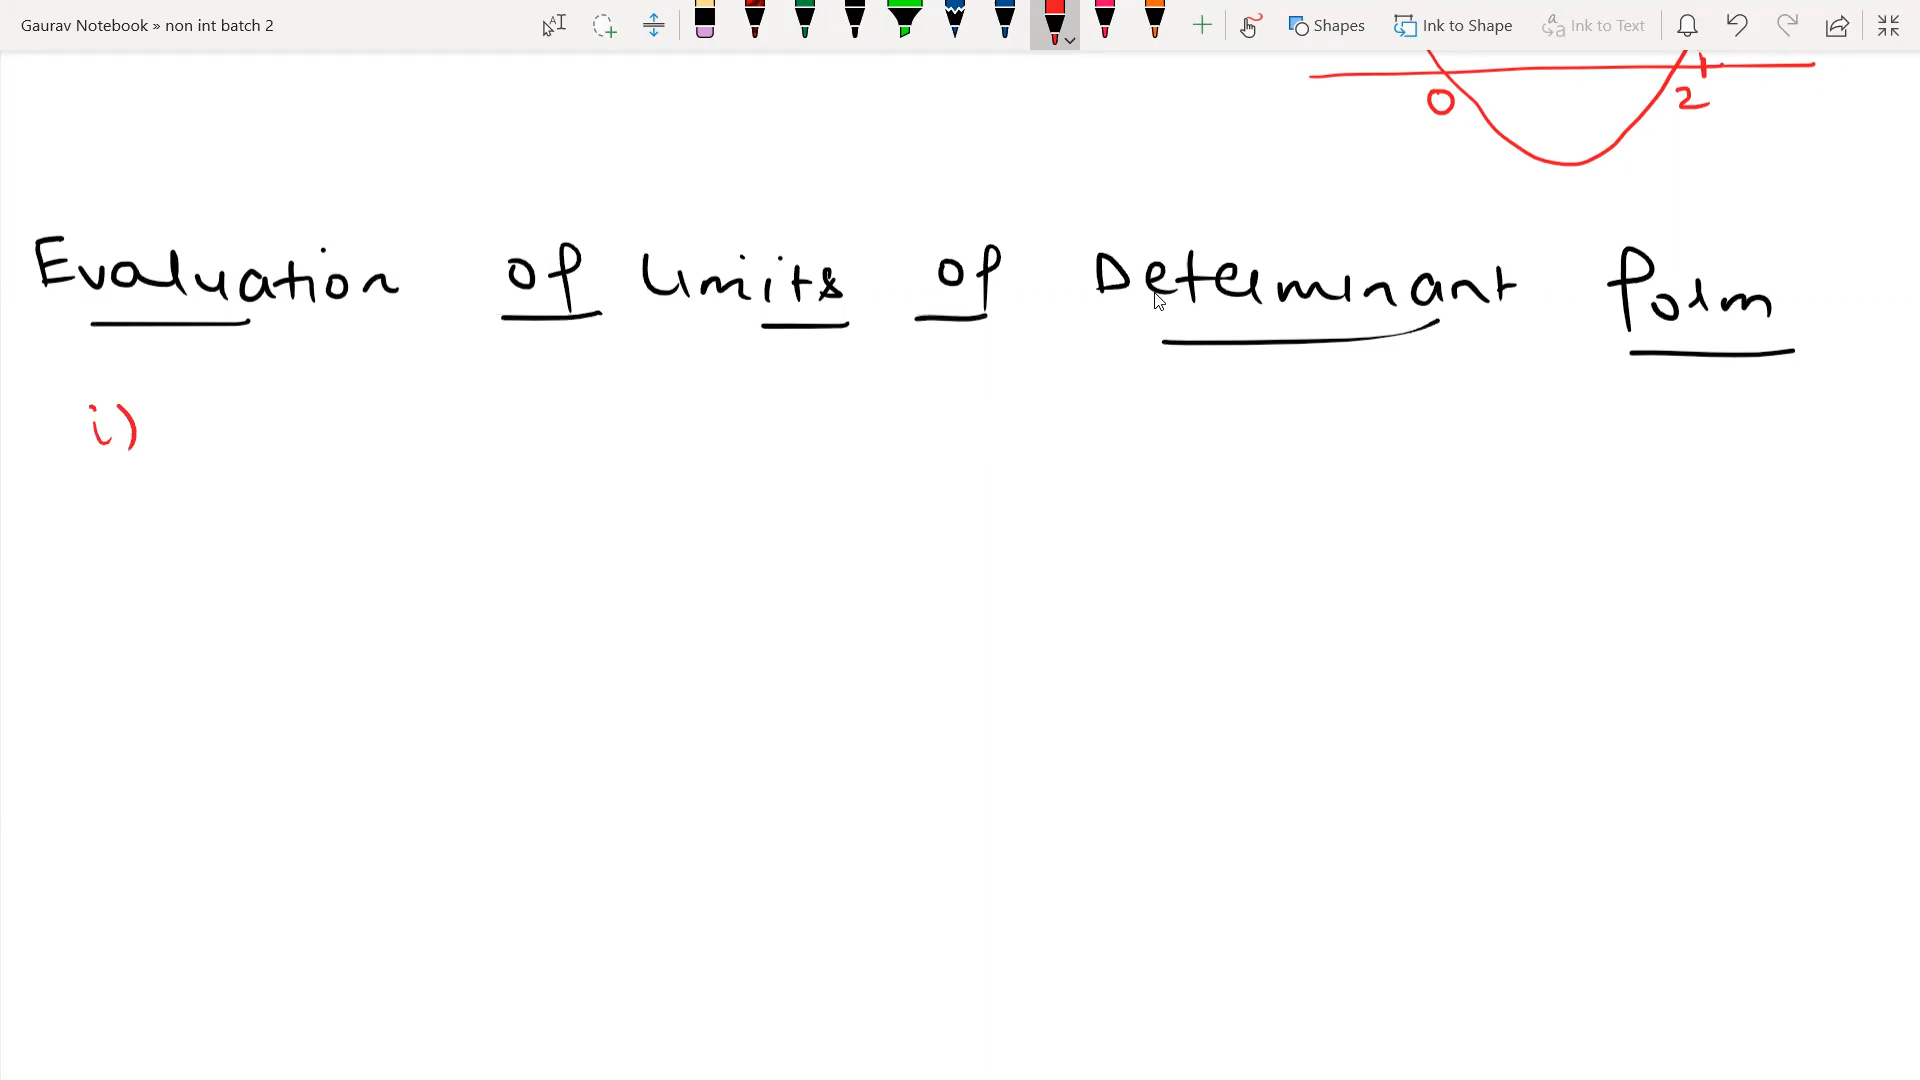 Gaurav Notebook » non int batch 2
Shapes
Ink to Shape
Ink to Text
0 2
Evaluation of Limits of Determinant form
i)